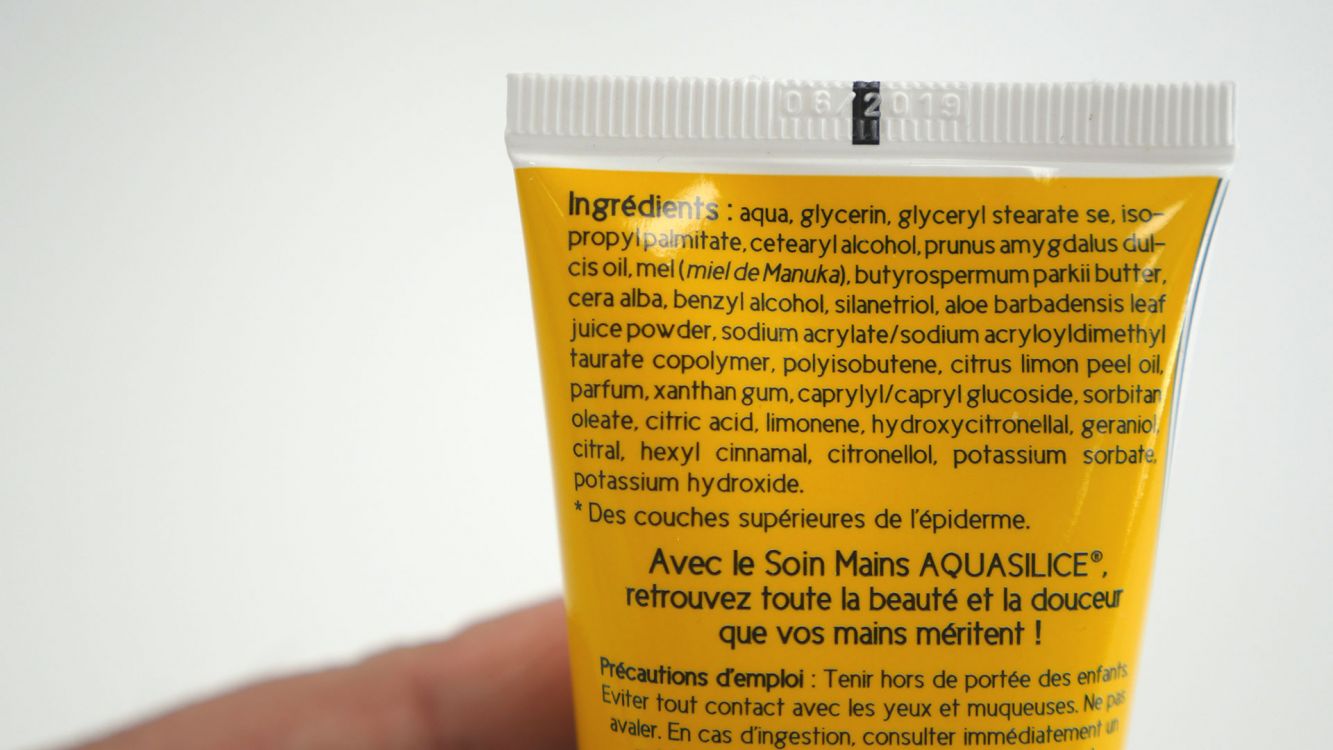 06/2019
Ingrédients : aqua, glycerin, glyceryl stearate se, iso-
propyl palmitate, cetearyl alcohol, prunus amygdalus dul-
cis oil, mel (miel de Manuka), butyrospermum parkii butter,
cera alba, benzyl alcohol, silanetriol, aloe barbadensis leaf
juice powder, sodium acrylate/sodium acryloyldimethyl
taurate copolymer, polyisobutene, citrus limon peel oil,
parfum, xanthan gum, caprylyl/capryl glucoside, sorbitan
oleate, citric acid, limonene, hydroxycitronellal, geraniol,
citral, hexyl cinnamal, citronellol, potassium sorbate,
potassium hydroxide.
* Des couches supérieures de l'épiderme.
Avec le Soin Mains AQUASILICE®,
retrouvez toute la beauté et la douceur
que vos mains méritent !
Précautions d'emploi : Tenir hors de portée des enfants.
Eviter tout contact avec les yeux et muqueuses. Ne pas
avaler. En cas d'ingestion, consulter immédiatement un